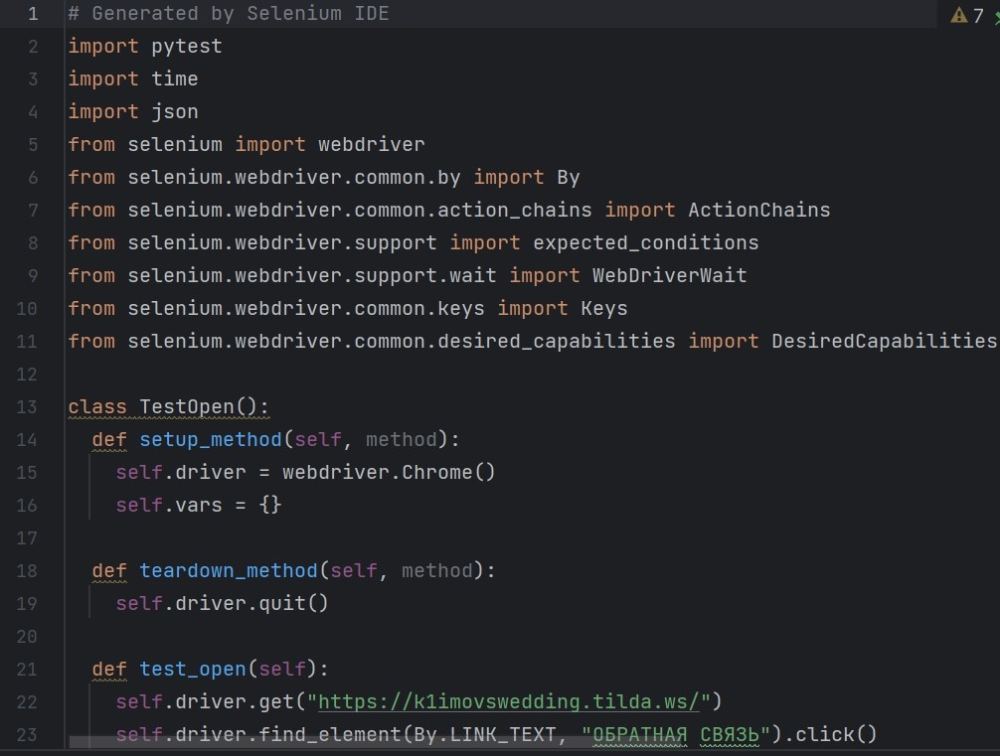 1 # Generated by Selenium IDE 7
2 import pytest
3 import time
4 import json
5 from selenium import webdriver
6 from selenium.webdriver.common.by import By
7 from selenium.webdriver.common.action_chains import ActionChains
8 from selenium.webdriver.support import expected_conditions
9 from selenium.webdriver.support.wait import WebDriverWait
10 from selenium.webdriver.common.keys import Keys
11 from selenium.webdriver.common.desired_capabilities import DesiredCapabilities
12
13 class TestOpen():
14   def setup_method(self, method):
15     self.driver = webdriver.Chrome()
16     self.vars = {}
17
18   def teardown_method(self, method):
19     self.driver.quit()
20
21   def test_open(self):
22     self.driver.get("https://k1imovswedding.tilda.ws/")
23     self.driver.find_element(By.LINK_TEXT, "ОБРАТНАЯ СВЯЗЬ").click()